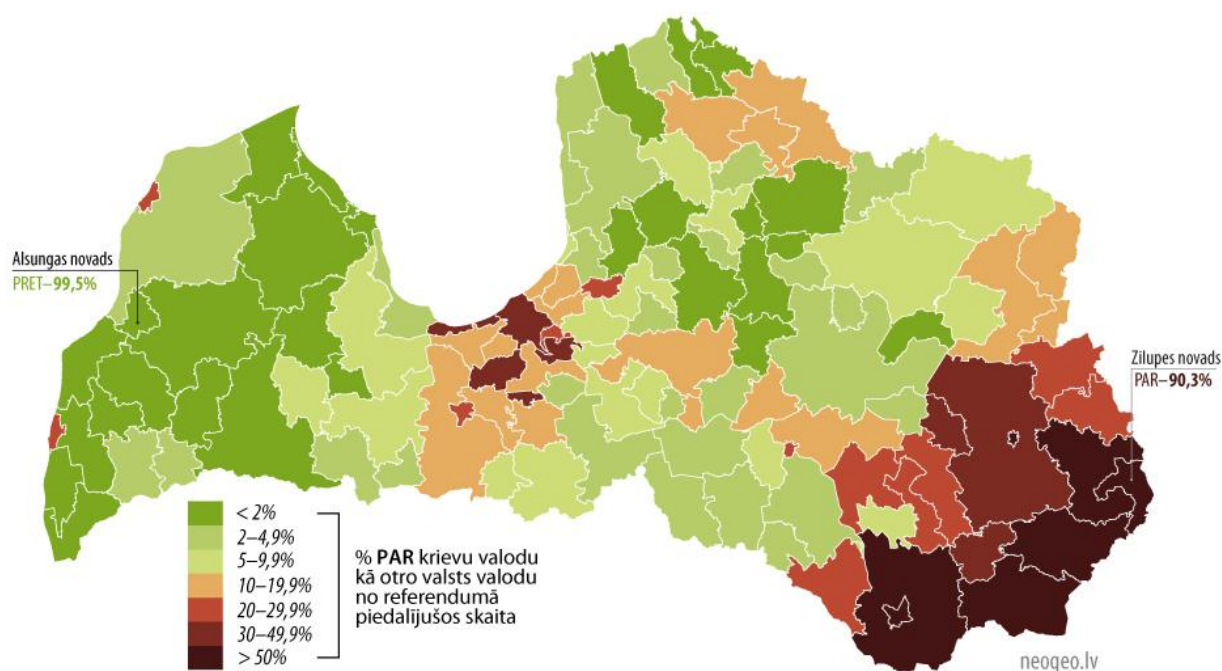 Alsungas novads
PRET–99,5%
Zilupes novads
PAR–90,3%
< 2%
2–4,9%
5–9,9%
10–19,9%
20–29,9%
30–49,9%
> 50%
% PAR krievu valodu
kā otro valsts valodu
no referendumā
piedalījušos skaita
neogeo.lv